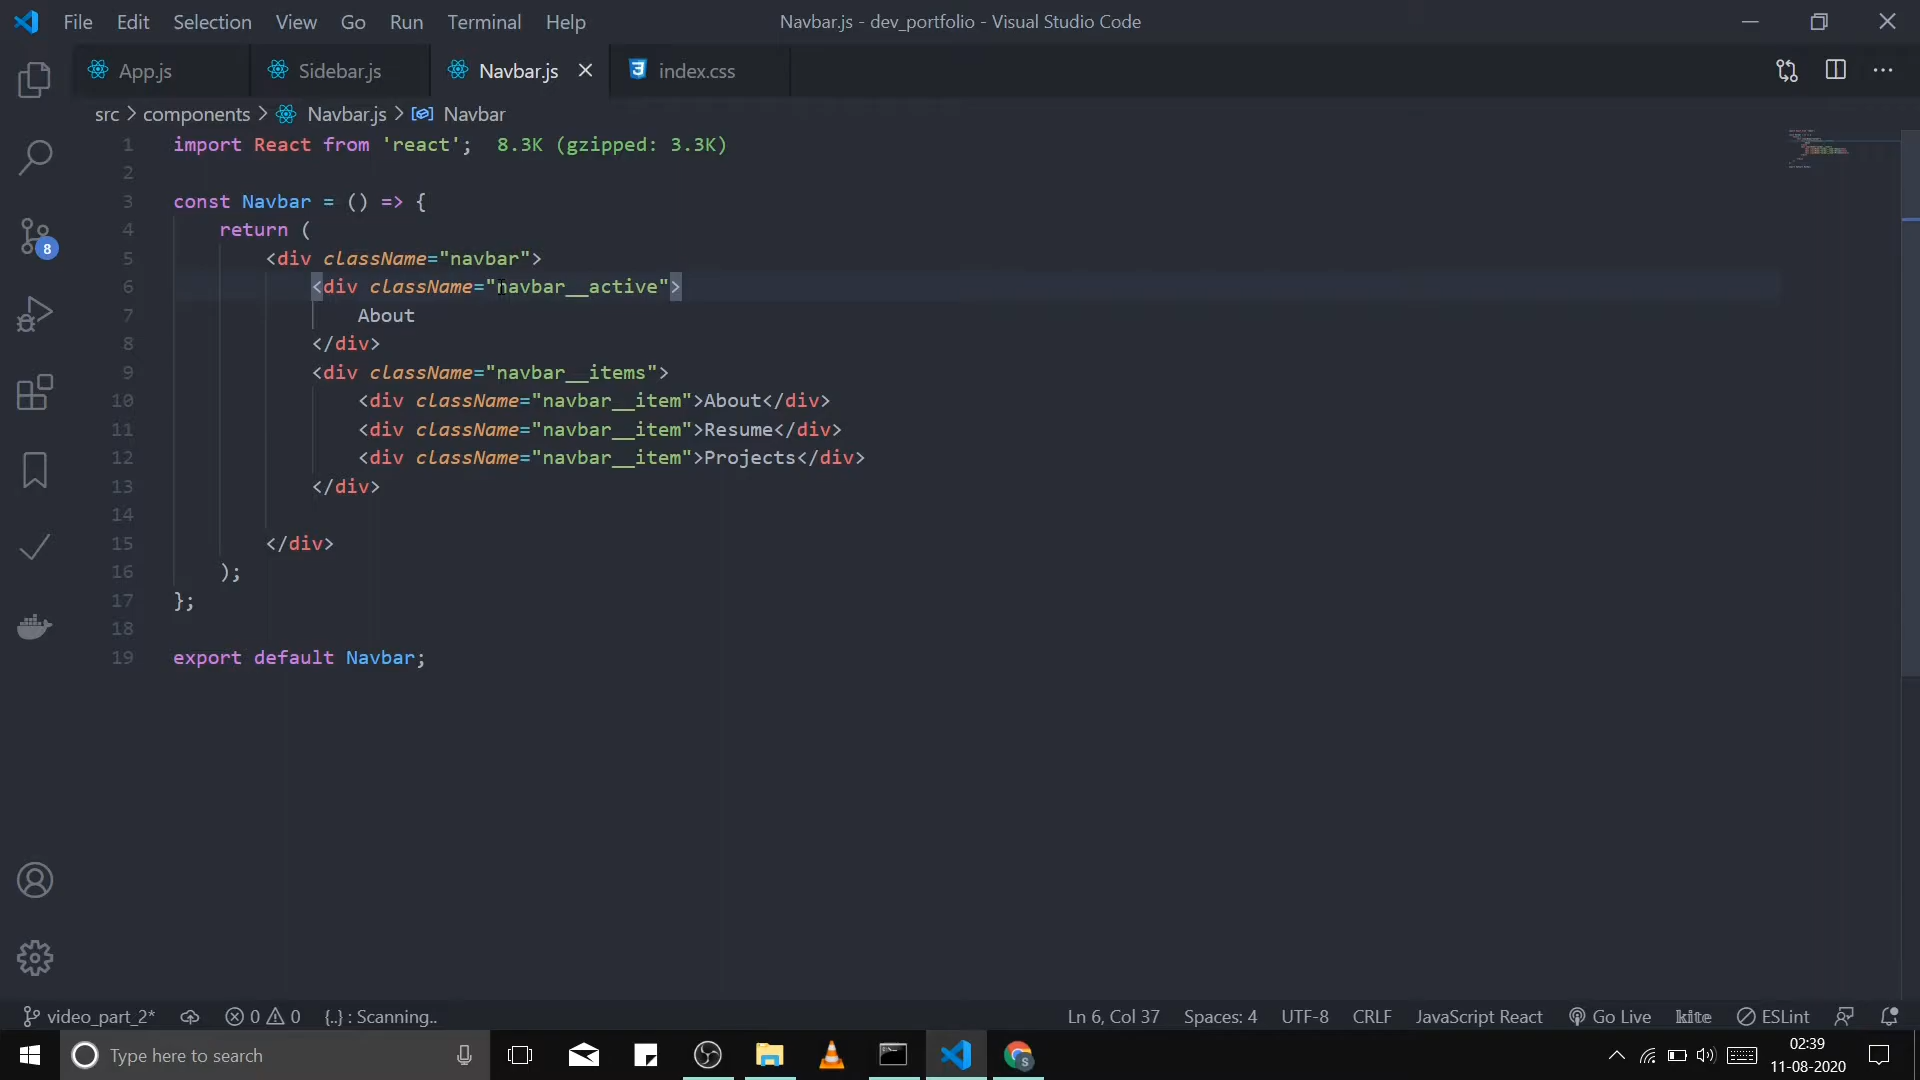 File Edit Selection View Go Run Terminal Help Navbar.js - dev_portfolio - Visual Studio Code
App.js Sidebar.js Navbar.js index.css
src > components > Navbar.js > Navbar
1 import React from 'react'; 8.3K (gzipped: 3.3K)
2
3 const Navbar = () => {
4 return (
5 <div className="navbar">
6 <div className="navbar__active">
7 About
8 </div>
9 <div className="navbar__items">
10 <div className="navbar__item">About</div>
11 <div className="navbar__item">Resume</div>
12 <div className="navbar__item">Projects</div>
13 </div>
14
15 </div>
16 );
17 };
18
19 export default Navbar;
8
video_part_2* 0 0 {..} : Scanning.. Ln 6, Col 37 Spaces: 4 UTF-8 CRLF JavaScript React Go Live kite ESLint
Type here to search S 02:39
11-08-2020